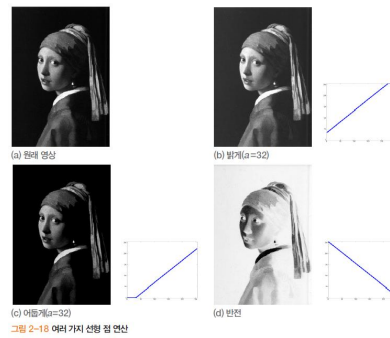 (a) 원래 영상
(b) 밝게(a=32)
(c) 어둡게(a=32)
(d) 반전
그림 2-18 여러 가지 선형 점 연산